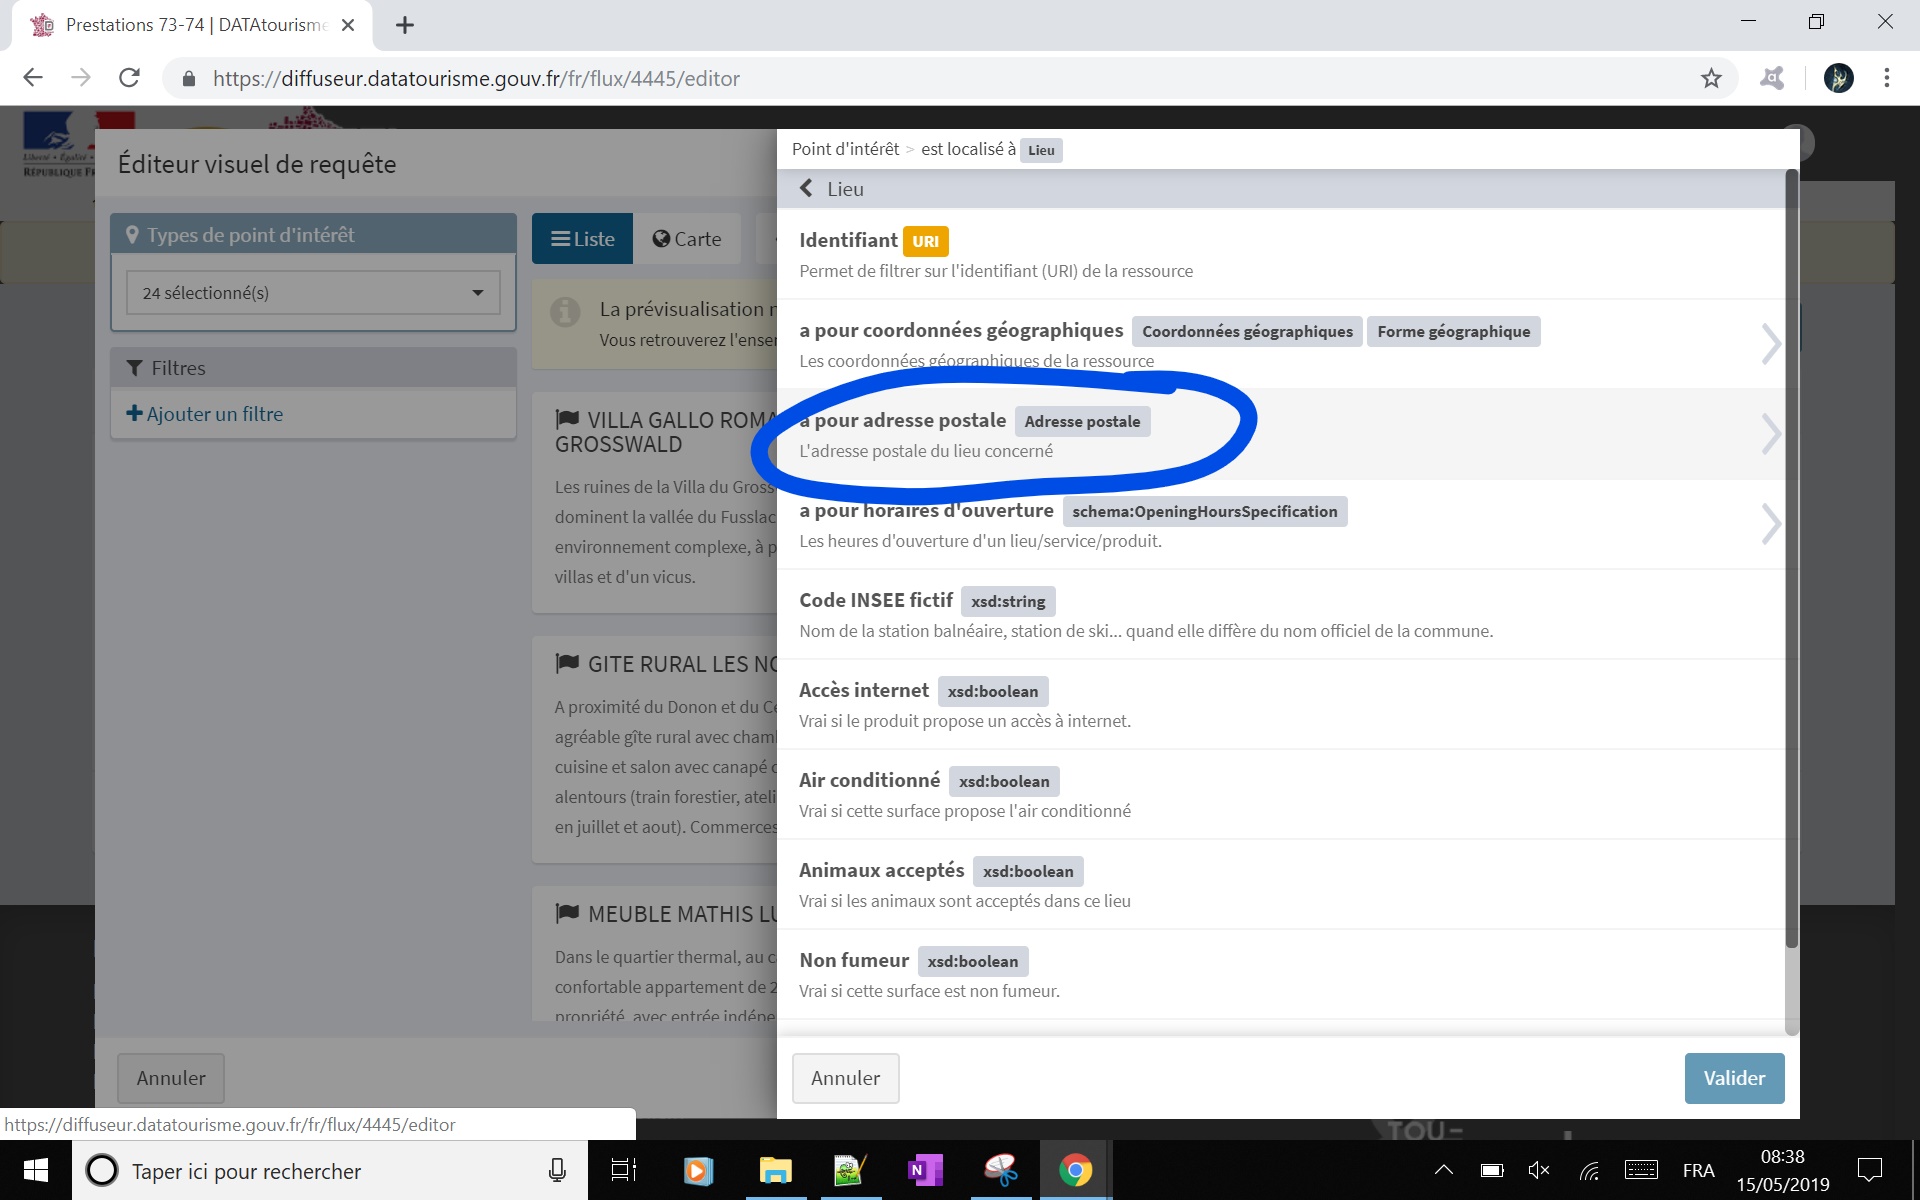 Prestations 73-74 | DATAtourisme
https://diffuseur.datatourisme.gouv.fr/fr/flux/4445/editor
Liberté • Égalité •
RÉPUBLIQUE FR
Éditeur visuel de requête
Types de point d'intérêt
24 sélectionné(s)
Filtres
Ajouter un filtre
Liste
Carte
La prévisualisation n
Vous retrouverez l'enser
VILLA GALLO ROMA
GROSSWALD
Les ruines de la Villa du Gross
dominent la vallée du Fusslac
environnement complexe, à p
villas et d'un vicus.
GITE RURAL LES NO
A proximité du Donon et du Ce
agréable gîte rural avec cham
cuisine et salon avec canapé c
alentours (train forestier, ateli
en juillet et aout). Commerces
MEUBLE MATHIS LU
Dans le quartier thermal, au c
confortable appartement de 2
propriété, avec entrée indépe
Annuler
Point d'intérêt > est localisé à Lieu
Lieu
Identifiant URI
Permet de filtrer sur l'identifiant (URI) de la ressource
a pour coordonnées géographiques Coordonnées géographiques Forme géographique
Les coordonnées géographiques de la ressource
a pour adresse postale Adresse postale
L'adresse postale du lieu concerné
a pour horaires d'ouverture schema:OpeningHoursSpecification
Les heures d'ouverture d'un lieu/service/produit.
Code INSEE fictif xsd:string
Nom de la station balnéaire, station de ski... quand elle diffère du nom officiel de la commune.
Accès internet xsd:boolean
Vrai si le produit propose un accès à internet.
Air conditionné xsd:boolean
Vrai si cette surface propose l'air conditionné
Animaux acceptés xsd:boolean
Vrai si les animaux sont acceptés dans ce lieu
Non fumeur xsd:boolean
Vrai si cette surface est non fumeur.
Annuler
Valider
https://diffuseur.datatourisme.gouv.fr/fr/flux/4445/editor
TOU
Taper ici pour rechercher
N
FRA
08:38
15/05/2019